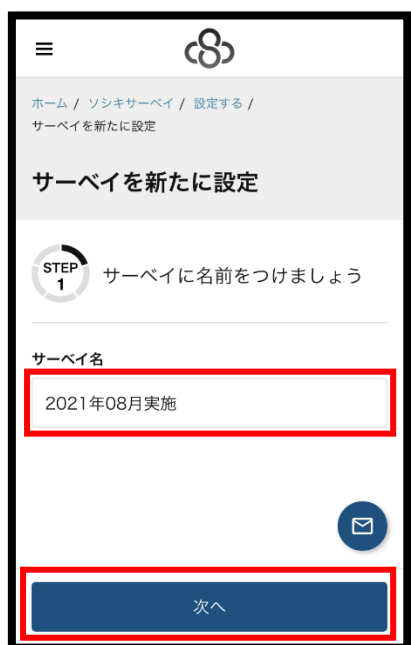 ホーム / ソシキサーベイ / 設定する /
サーベイを新たに設定
サーベイを新たに設定
STEP
1
サーベイに名前をつけましょう
サーベイ名
2021年08月実施
次へ